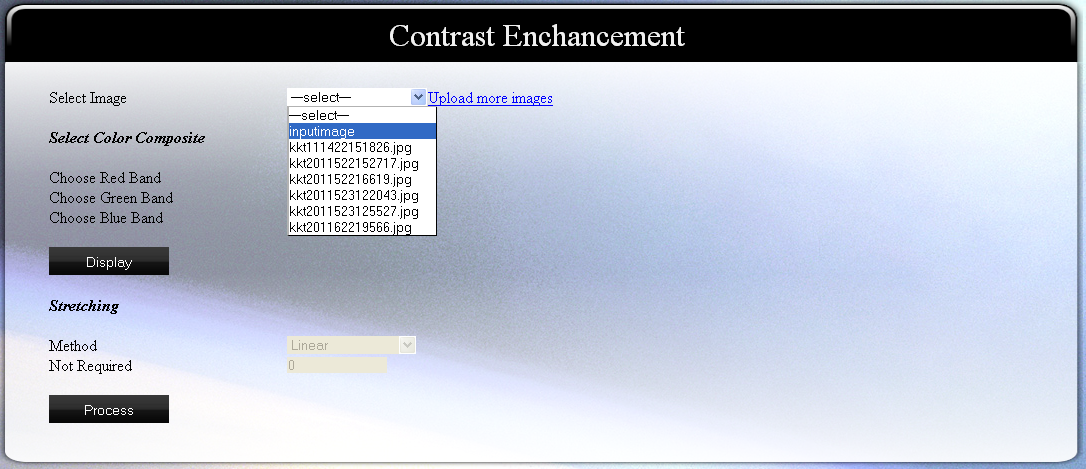 Contrast Enchancement
Select Image —select— Upload more images
—select—
Select Color Composite inputimage
kkt111422151826.jpg
kkt2011522152717.jpg
Choose Red Band kkt201152216619.jpg
Choose Green Band kkt2011523122043.jpg
Choose Blue Band kkt2011523125527.jpg
kkt201162219566.jpg
Display
Stretching
Method Linear
Not Required 0
Process